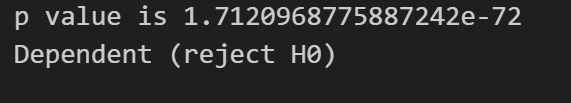 p value is 1.7120968775887242e-72
Dependent (reject H0)